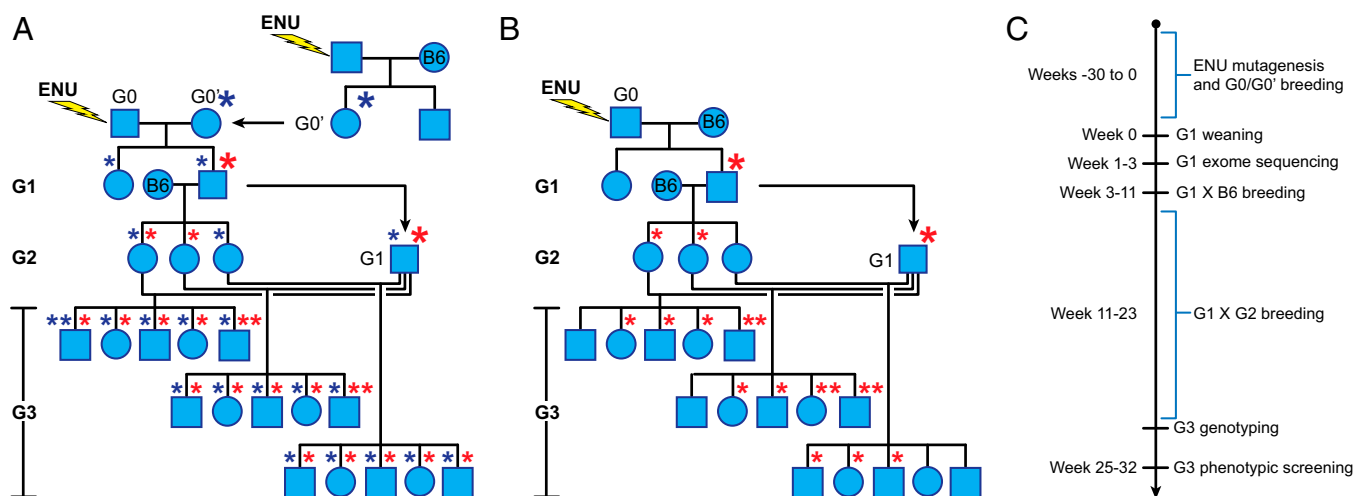 A
ENU
B6
ENU
G0
G0'*
G0'
*
*
* *
B6
G1
* *
*
*
G2
G1
* *
** *
* *
* *
* *
* **
G3
* *
* *
* *
* *
* **
* *
* *
* *
* *
* *
B
ENU
G0
B6
*
G1
B6
*
*
G2
G1
*
*
*
*
**
G3
*
*
**
**
*
*
*
C
Weeks -30 to 0
ENU mutagenesis
and G0/G0' breeding
Week 0
G1 weaning
Week 1-3
G1 exome sequencing
Week 3-11
G1 X B6 breeding
Week 11-23
G1 X G2 breeding
G3 genotyping
Week 25-32
G3 phenotypic screening